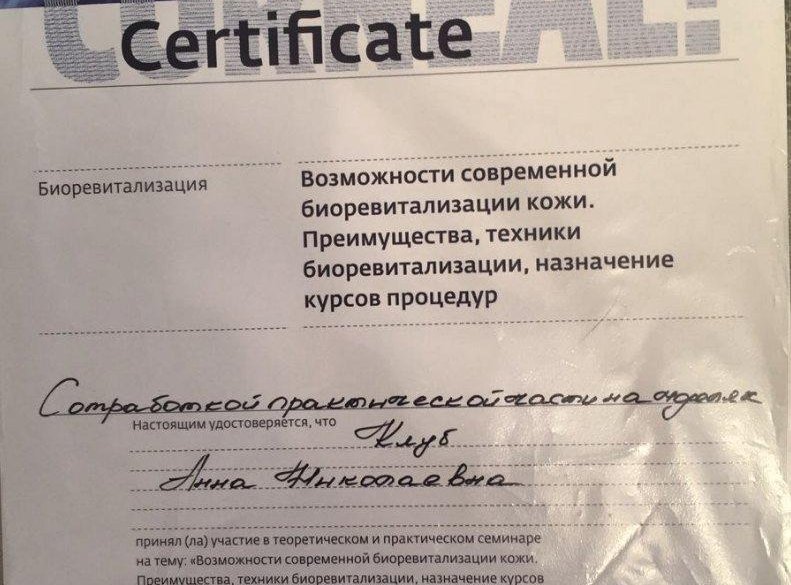 CORREAL!
Certificate
Биоревитализация
Возможности современной
биоревитализации кожи.
Преимущества, техники
биоревитализации, назначение
курсов процедур
С отработкой практической части на моделях
Настоящим удостоверяется, что
Клуб
Анна Николаевна
принял (ла) участие в теоретическом и практическом семинаре
на тему: «Возможности современной биоревитализации кожи.
Преимущества, техники биоревитализации, назначение курсов